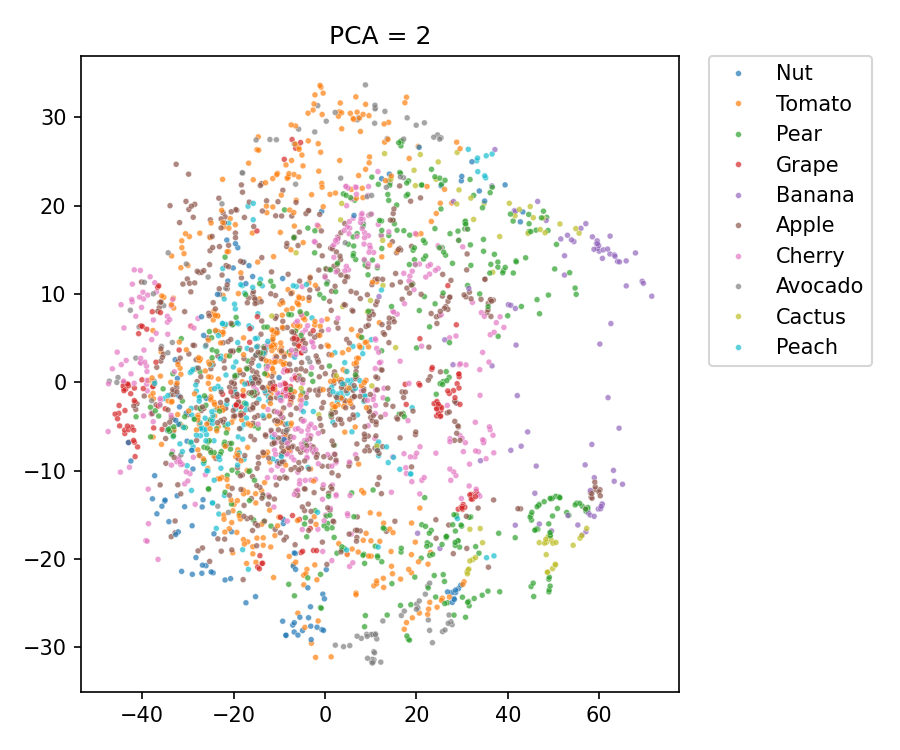 PCA = 2
30
20
10
0
−10
−20
−30
−40
−20
0
20
40
60
Nut
Tomato
Pear
Grape
Banana
Apple
Cherry
Avocado
Cactus
Peach